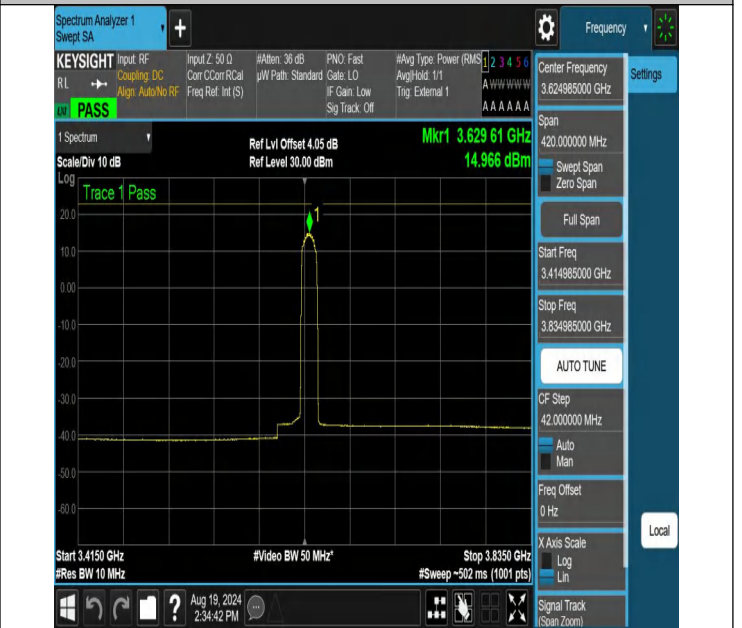 Spectrum Analyzer 1
Swept SA
+
Frequency
KEYSIGHT
RL
PASS
Input: RF
Coupling: DC
Align: Auto/No RF
Input Z: 50 Ω
Corr CCorr RCal
Freq Ref: Int (S)
#Atten: 36 dB
µW Path: Standard
PNO: Fast
Gate: LO
IF Gain: Low
Sig Track: Off
#Avg Type: Power (RMS
Avg|Hold: 1/1
Trig: External 1
1 2 3 4 5 6
A W W W W W
A A A A A A
1 Spectrum
Scale/Div 10 dB
Log
Ref Lvl Offset 4.05 dB
Ref Level 30.00 dBm
Mkr1 3.629 61 GHz
14.966 dBm
Trace 1 Pass
1
20.0
10.0
0.00
-10.0
-20.0
-30.0
-40.0
-50.0
-60.0
Start 3.4150 GHz
#Res BW 10 MHz
#Video BW 50 MHz*
Stop 3.8350 GHz
#Sweep ~502 ms (1001 pts)
Center Frequency
3.624985000 GHz
Span
420.000000 MHz
Swept Span
Zero Span
Full Span
Start Freq
3.414985000 GHz
Stop Freq
3.834985000 GHz
AUTO TUNE
CF Step
42.000000 MHz
Auto
Man
Freq Offset
0 Hz
X Axis Scale
Log
Lin
Signal Track
(Span Zoom)
Settings
Local
?
Aug 19, 2024
2:34:42 PM